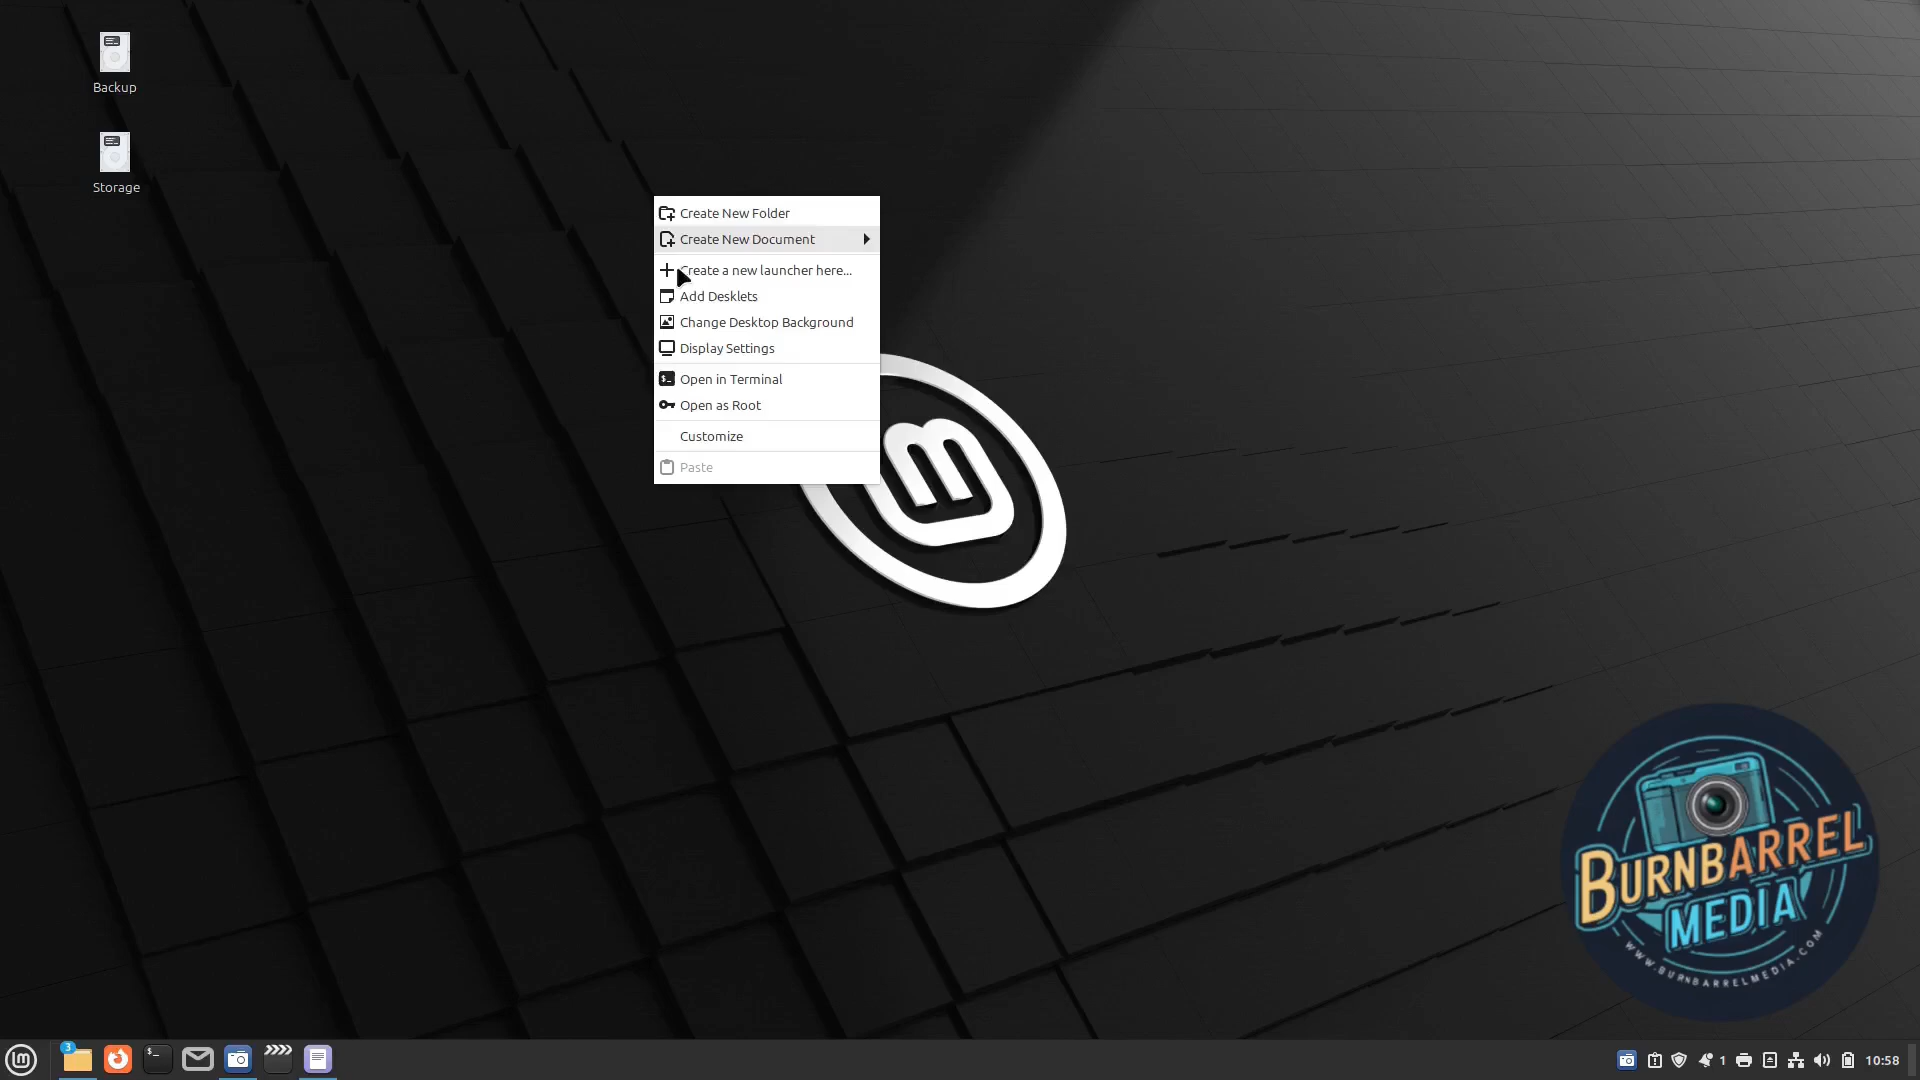 Backup
Storage
Create New Folder
Create New Document
Create a new launcher here...
Add Desklets
Change Desktop Background
Display Settings
Open in Terminal
Open as Root
Customize
Paste
BURNBARREL
MEDIA
WWW.BURNBARRELMEDIA.COM
3
1
10:58